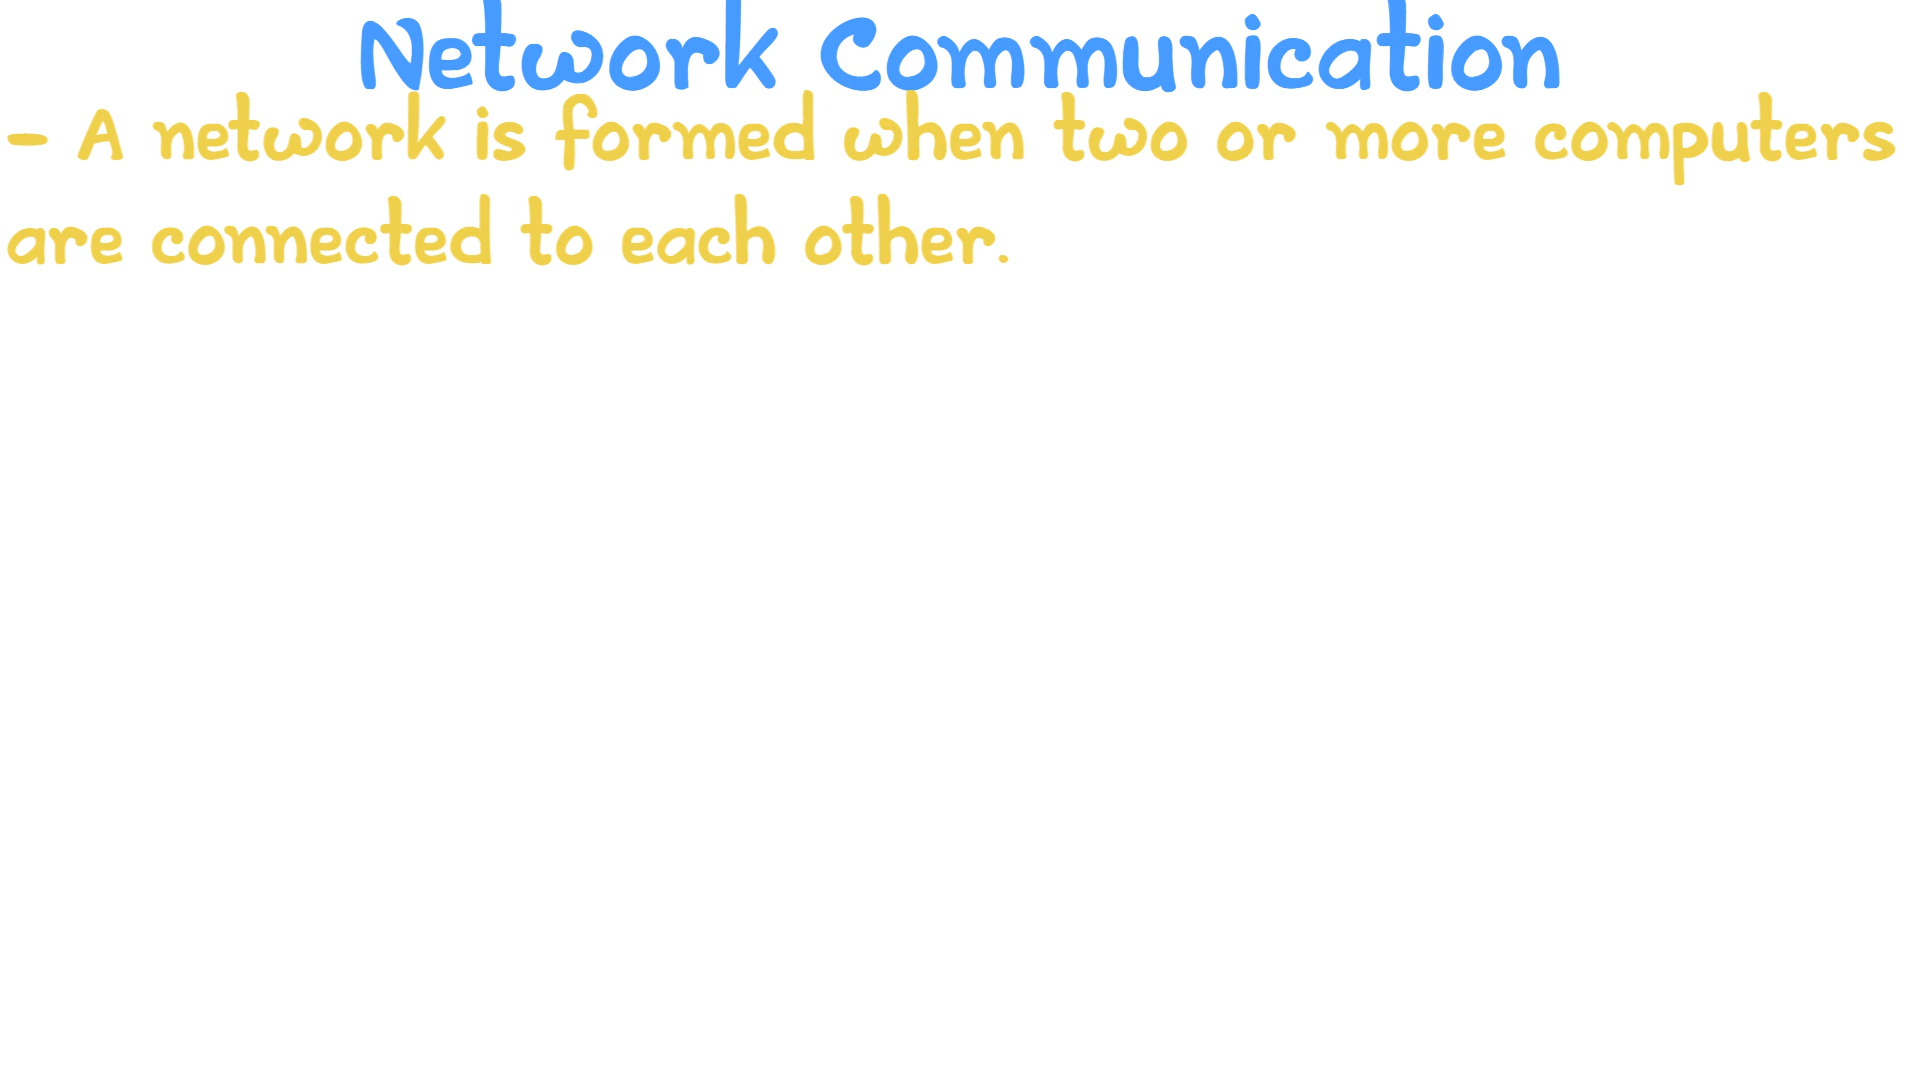 Network Communication
- A network is formed when two or more computers
are connected to each other.